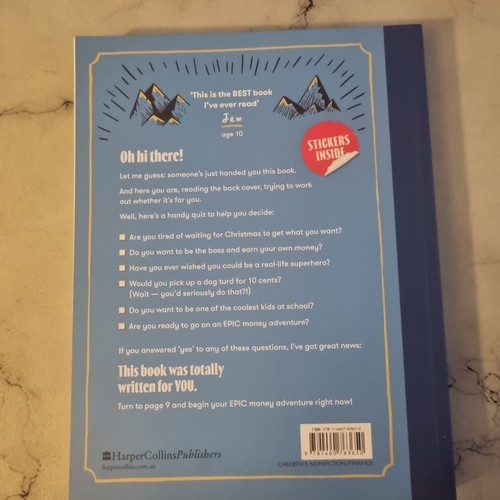 'This is the BEST book
I've ever read'
Jem
age 10
STICKERS
INSIDE
Oh hi there!
Let me guess: someone's just handed you this book.
And here you are, reading the back cover, trying to work
out whether it's for you.
Well, here's a handy quiz to help you decide:
Are you tired of waiting for Christmas to get what you want?
Do you want to be the boss and earn your own money?
Have you ever wished you could be a real-life superhero?
Would you pick up a dog turd for 10 cents?
(Wait — you'd seriously do that?!)
Do you want to be one of the coolest kids at school?
Are you ready to go on an EPIC money adventure?
If you answered 'yes' to any of these questions, I've got great news:
This book was totally
written for YOU.
Turn to page 9 and begin your EPIC money adventure right now!
HarperCollinsPublishers
harpercollins.com.au
ISBN
CHILDREN'S NONFICTION/FINANCE